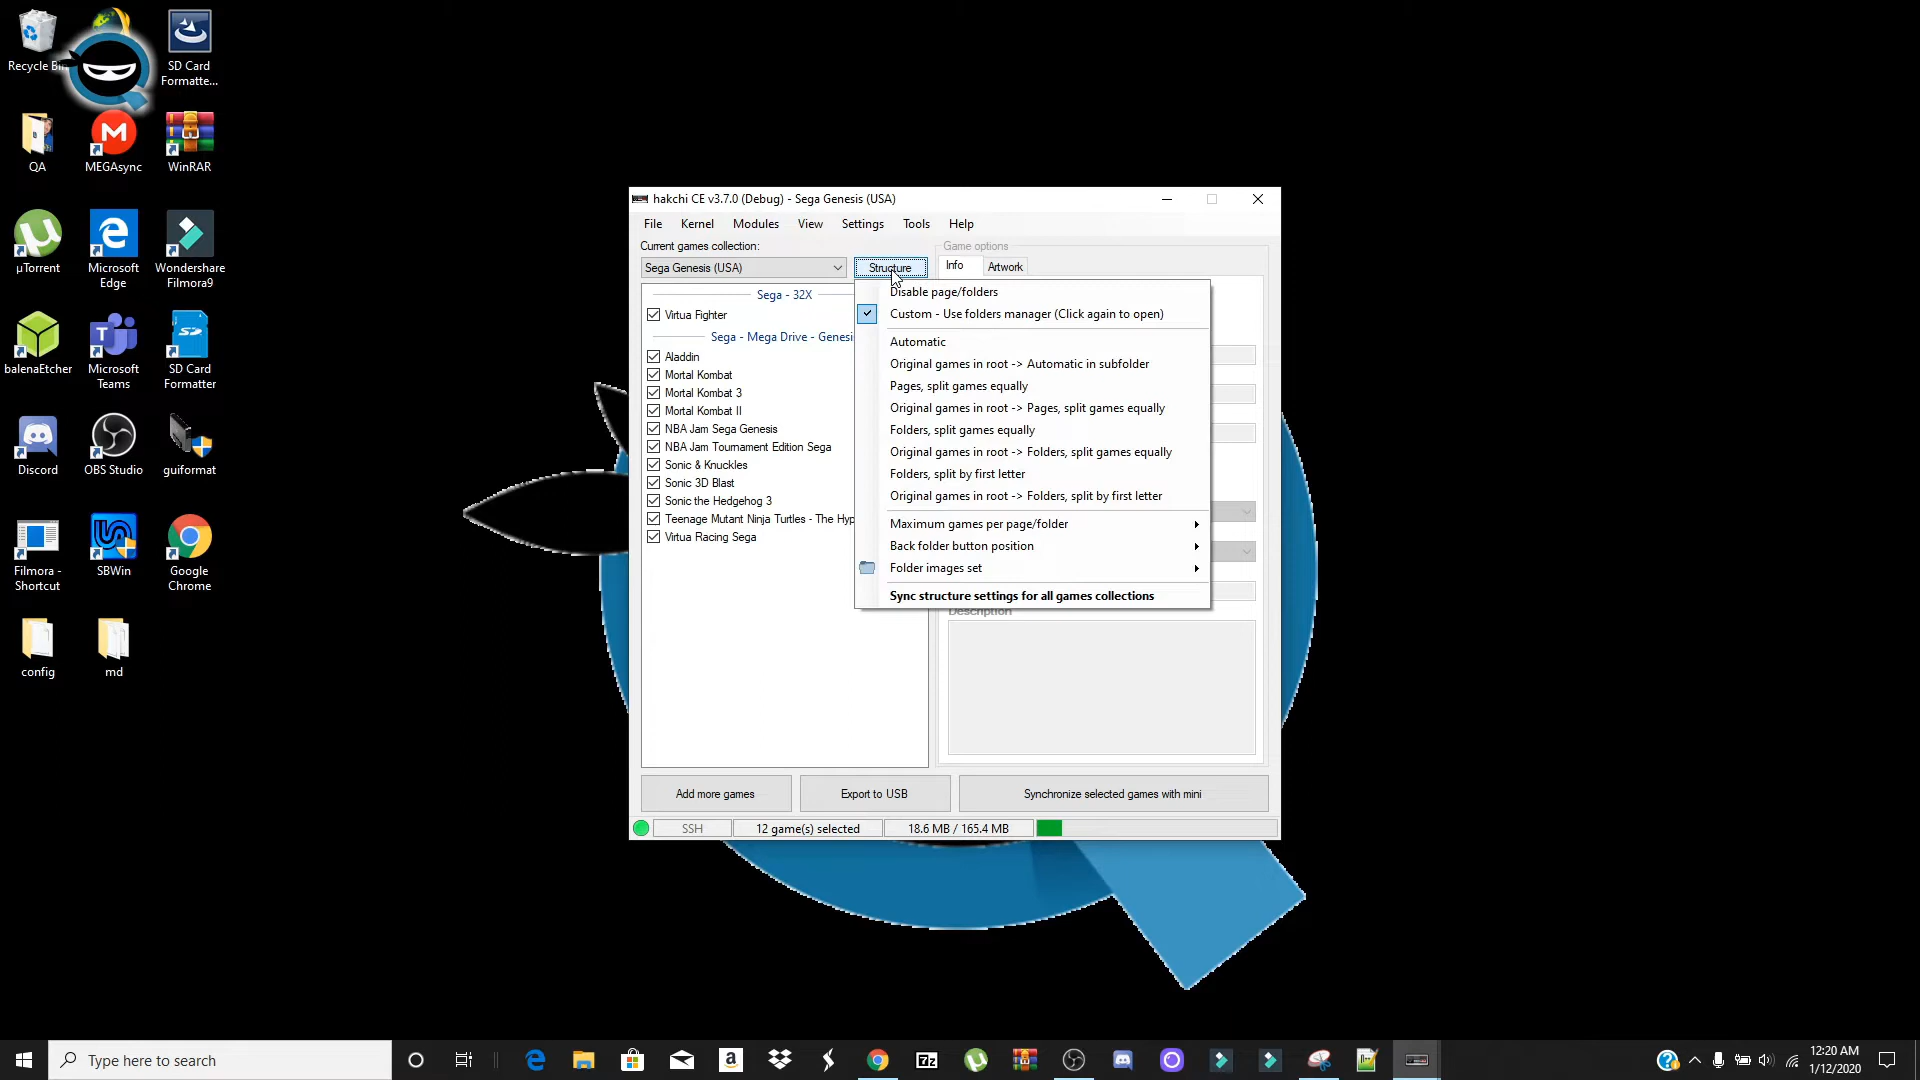 Recycle Bin
SD Card
Formatte...
QA
MEGAsync
WinRAR
µTorrent
Microsoft
Edge
Wondershare
Filmora9
balenaEtcher
Microsoft
Teams
SD Card
Formatter
Discord
OBS Studio
guiformat
Filmora -
Shortcut
SBWin
Google
Chrome
config
md
hakchi CE v3.7.0 (Debug) - Sega Genesis (USA)
File Kernel Modules View Settings Tools Help
Current games collection:
Game options
Sega Genesis (USA)
Structure
Info
Artwork
Sega - 32X
Virtua Fighter
Sega - Mega Drive - Genesi
Aladdin
Mortal Kombat
Mortal Kombat 3
Mortal Kombat II
NBA Jam Sega Genesis
NBA Jam Tournament Edition Sega
Sonic & Knuckles
Sonic 3D Blast
Sonic the Hedgehog 3
Teenage Mutant Ninja Turtles - The Hyp
Virtua Racing Sega
Disable page/folders
Custom - Use folders manager (Click again to open)
Automatic
Original games in root -> Automatic in subfolder
Pages, split games equally
Original games in root -> Pages, split games equally
Folders, split games equally
Original games in root -> Folders, split games equally
Folders, split by first letter
Original games in root -> Folders, split by first letter
Maximum games per page/folder
Back folder button position
Folder images set
Sync structure settings for all games collections
Description
Add more games
Export to USB
Synchronize selected games with mini
SSH
12 game(s) selected
18.6 MB / 165.4 MB
Type here to search
12:20 AM
1/12/2020